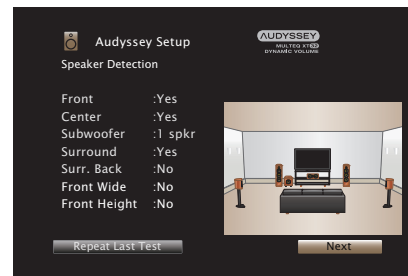 Audyssey Setup
AUDYSSEY
MULTEQ XT32
DYNAMIC VOLUME
Speaker Detection
Front :Yes
Center :Yes
Subwoofer :1 spkr
Surround :Yes
Surr. Back :No
Front Wide :No
Front Height :No
Repeat Last Test
Next